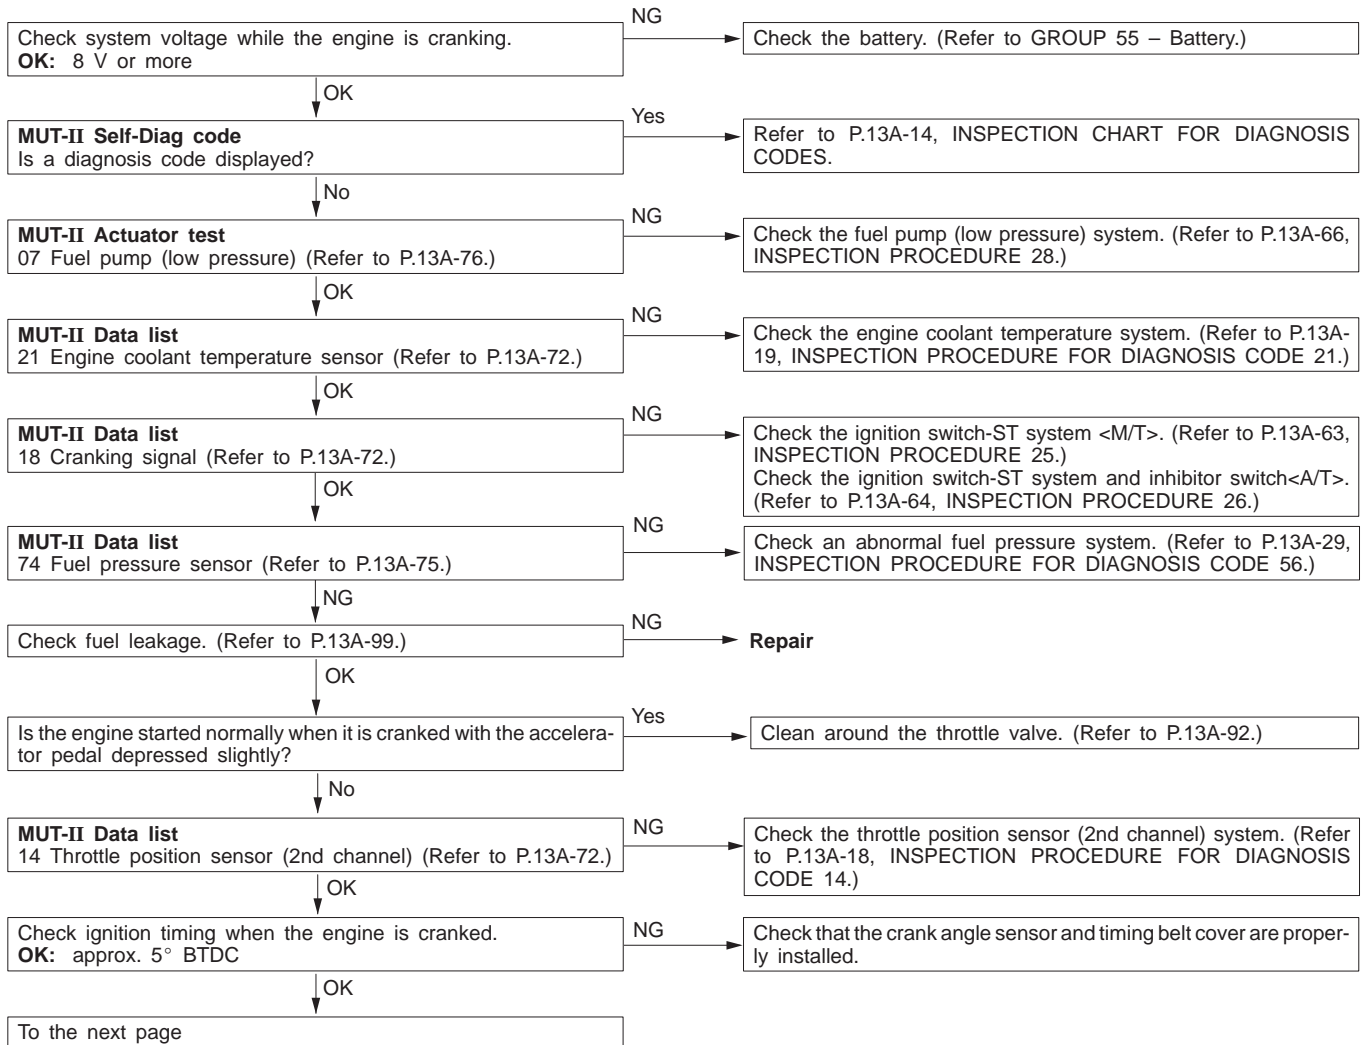 NG
Check system voltage while the engine is cranking.
OK: 8 V or more
Check the battery. (Refer to GROUP 55 – Battery.)
OK
MUT-II Self-Diag code
Is a diagnosis code displayed?
Yes
Refer to P.13A-14, INSPECTION CHART FOR DIAGNOSIS
CODES.
No
MUT-II Actuator test
07 Fuel pump (low pressure) (Refer to P.13A-76.)
NG
Check the fuel pump (low pressure) system. (Refer to P.13A-66,
INSPECTION PROCEDURE 28.)
OK
MUT-II Data list
21 Engine coolant temperature sensor (Refer to P.13A-72.)
NG
Check the engine coolant temperature system. (Refer to P.13A-
19, INSPECTION PROCEDURE FOR DIAGNOSIS CODE 21.)
OK
MUT-II Data list
18 Cranking signal (Refer to P.13A-72.)
NG
Check the ignition switch-ST system <M/T>. (Refer to P.13A-63,
INSPECTION PROCEDURE 25.)
Check the ignition switch-ST system and inhibitor switch<A/T>.
(Refer to P.13A-64, INSPECTION PROCEDURE 26.)
OK
MUT-II Data list
74 Fuel pressure sensor (Refer to P.13A-75.)
NG
Check an abnormal fuel pressure system. (Refer to P.13A-29,
INSPECTION PROCEDURE FOR DIAGNOSIS CODE 56.)
NG
Check fuel leakage. (Refer to P.13A-99.)
NG
Repair
OK
Is the engine started normally when it is cranked with the accelera-
tor pedal depressed slightly?
Yes
Clean around the throttle valve. (Refer to P.13A-92.)
No
MUT-II Data list
14 Throttle position sensor (2nd channel) (Refer to P.13A-72.)
NG
Check the throttle position sensor (2nd channel) system. (Refer
to P.13A-18, INSPECTION PROCEDURE FOR DIAGNOSIS
CODE 14.)
OK
Check ignition timing when the engine is cranked.
OK: approx. 5° BTDC
NG
Check that the crank angle sensor and timing belt cover are proper-
ly installed.
OK
To the next page